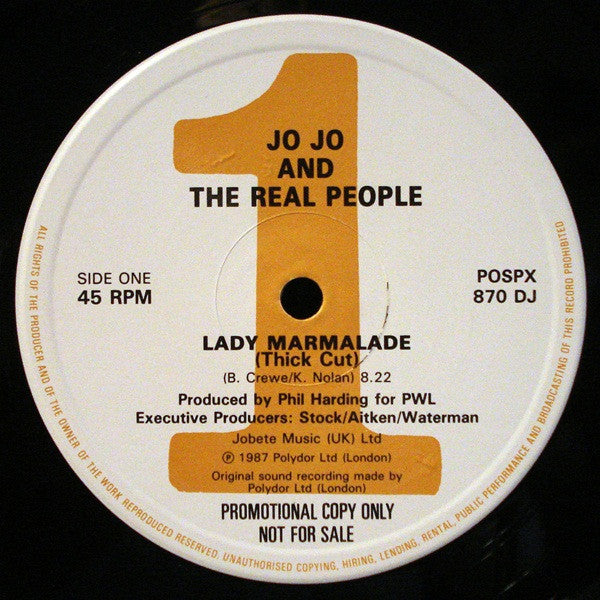 1
JO JO
AND
THE REAL PEOPLE
SIDE ONE
45 RPM
POSPX
870 DJ
LADY MARMALADE
(Thick Cut)
(B. Crewe/K. Nolan) 8.22
Produced by Phil Harding for PWL
Executive Producers: Stock/Aitken/Waterman
Jobete Music (UK) Ltd
℗ 1987 Polydor Ltd (London)
Original sound recording made by
Polydor Ltd (London)
PROMOTIONAL COPY ONLY
NOT FOR SALE
ALL RIGHTS OF THE PRODUCER AND OF THE OWNER OF THE WORK REPRODUCED RESERVED. UNAUTHORISED COPYING, HIRING, LENDING, RENTAL, PUBLIC PERFORMANCE AND BROADCASTING OF THIS RECORD PROHIBITED